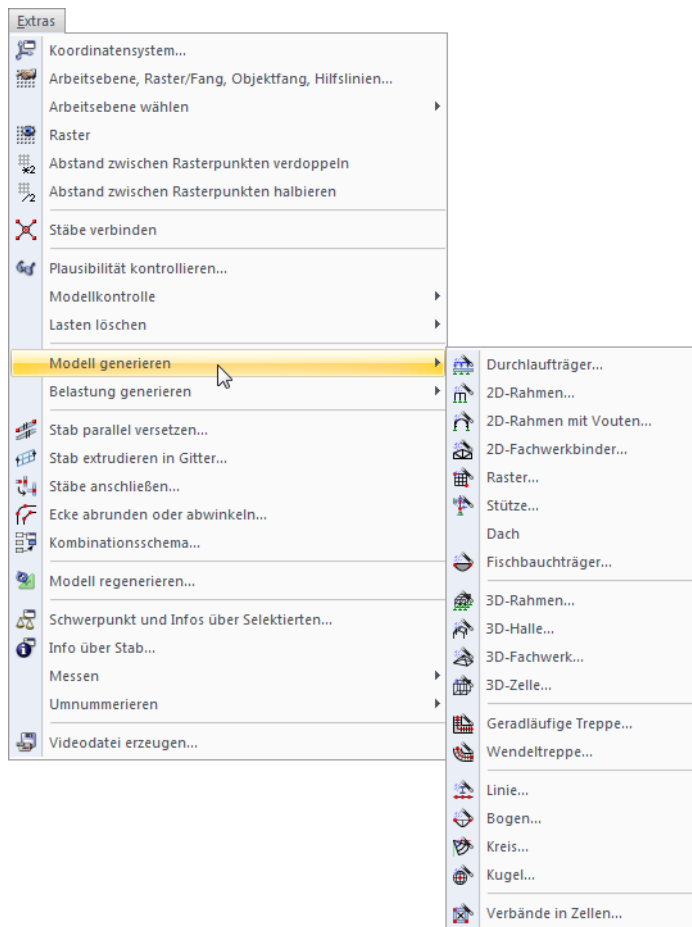 Extras
Koordinatensystem...
Arbeitsebene, Raster/Fang, Objektfang, Hilfslinien...
Arbeitsebene wählen
Raster
Abstand zwischen Rasterpunkten verdoppeln
Abstand zwischen Rasterpunkten halbieren
Stäbe verbinden
Plausibilität kontrollieren...
Modellkontrolle
Lasten löschen
Modell generieren
Belastung generieren
Stab parallel versetzen...
Stab extrudieren in Gitter...
Stäbe anschließen...
Ecke abrunden oder abwinkeln...
Kombinationsschema...
Modell regenerieren...
Schwerpunkt und Infos über Selektierten...
Info über Stab...
Messen
Umnummerieren
Videodatei erzeugen...
Durchlaufträger...
2D-Rahmen...
2D-Rahmen mit Vouten...
2D-Fachwerkbinder...
Raster...
Stütze...
Dach
Fischbauchträger...
3D-Rahmen...
3D-Halle...
3D-Fachwerk...
3D-Zelle...
Geradläufige Treppe...
Wendeltreppe...
Linie...
Bogen...
Kreis...
Kugel...
Verbände in Zellen...